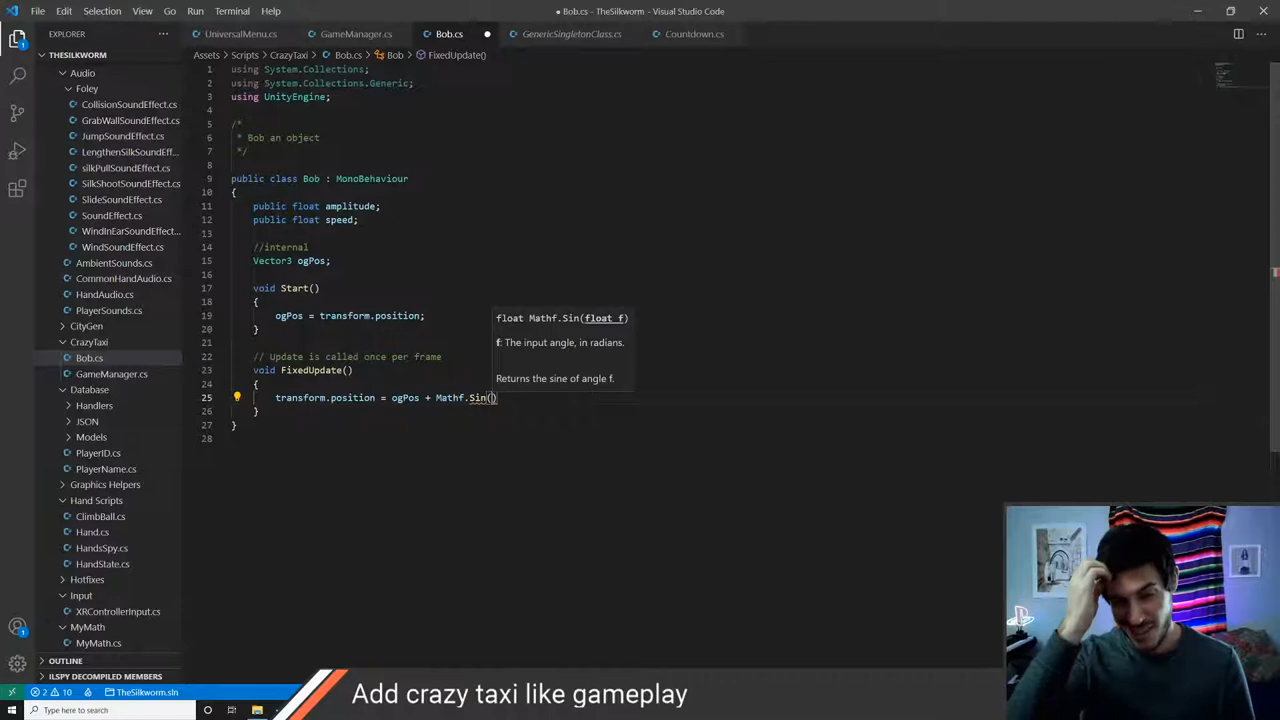 File Edit Selection View Go Run Terminal Help
● Bob.cs - TheSilkworm - Visual Studio Code
EXPLORER
UniversalMenu.cs
GameManager.cs
Bob.cs
GenericSingletonClass.cs
Countdown.cs
THESILKWORM
Audio
Foley
CollisionSoundEffect.cs
GrabWallSoundEffect.cs
JumpSoundEffect.cs
LengthenSilkSoundEff...
silkPullSoundEffect.cs
SilkShootSoundEffect.cs
SlideSoundEffect.cs
SoundEffect.cs
WindInEarSoundEffect.cs
WindSoundEffect.cs
AmbientSounds.cs
CommonHandAudio.cs
HandAudio.cs
PlayerSounds.cs
CityGen
CrazyTaxi
Bob.cs
GameManager.cs
Database
Handlers
JSON
Models
PlayerID.cs
PlayerName.cs
Graphics Helpers
Hand Scripts
ClimbBall.cs
Hand.cs
HandsSpy.cs
HandState.cs
Hotfixes
Input
XRControllerInput.cs
MyMath
MyMath.cs
OUTLINE
ILSPY DECOMPILED MEMBERS
Assets > Scripts > CrazyTaxi > Bob.cs > Bob > FixedUpdate()
1 using System.Collections;
2 using System.Collections.Generic;
3 using UnityEngine;
4
5 /*
6 * Bob an object
7 */
8
9 public class Bob : MonoBehaviour
10 {
11 public float amplitude;
12 public float speed;
13
14 //internal
15 Vector3 ogPos;
16
17 void Start()
18 {
19 ogPos = transform.position;
20 }
21
22 // Update is called once per frame
23 void FixedUpdate()
24 {
25 transform.position = ogPos + Mathf.Sin()
26 }
27 }
28
float Mathf.Sin(float f)
f: The input angle, in radians.
Returns the sine of angle f.
2 10 TheSilkworm.sln
Type here to search
Add crazy taxi like gameplay